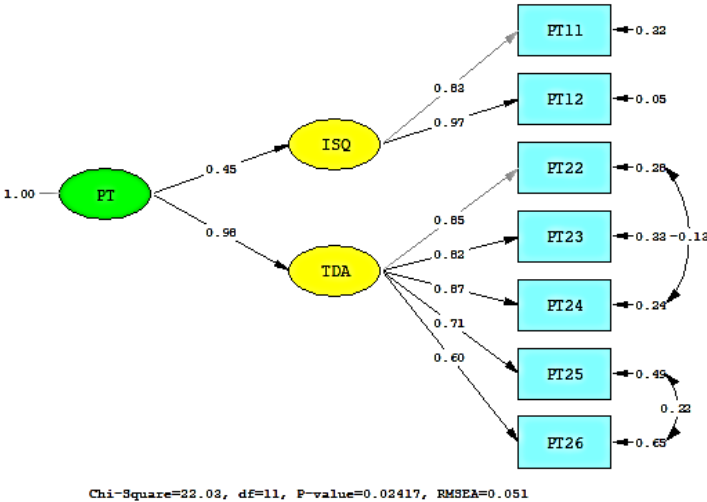 PT11
0.32
0.83
PT12
0.05
0.97
ISQ
0.45
PT22
0.28
1.00
PT
0.85
0.98
PT23
0.33
-0.13
0.82
TDA
0.87
PT24
0.24
0.71
0.60
PT25
0.49
0.22
PT26
0.65
Chi-Square=22.02, df=11, P-value=0.02417, RMSEA=0.051